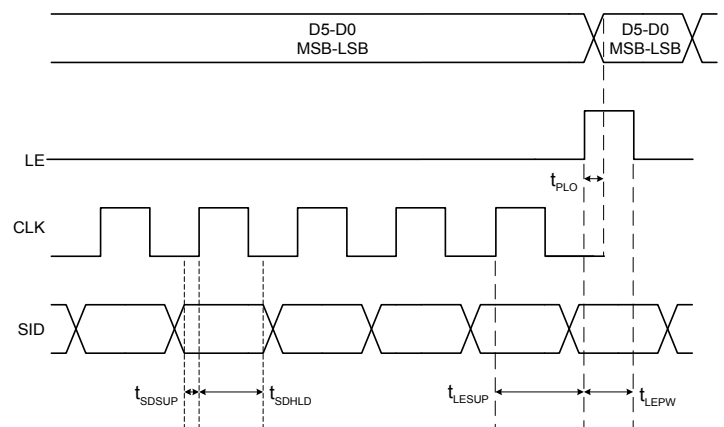 D5-D0
MSB-LSB
D5-D0
MSB-LSB
LE
tPLO
CLK
SID
tSDSUP
tSDHLD
tLESUP
tLEPW